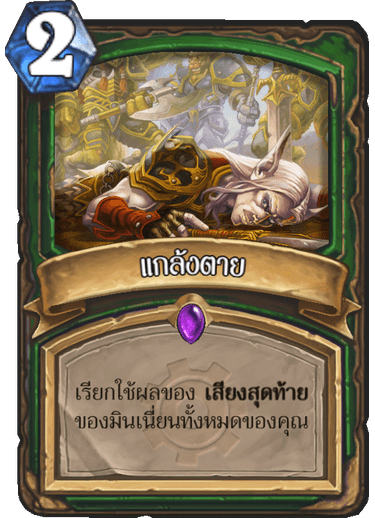 2
แกล้งตาย
เรียกใช้ผลของ เสียงสุดท้าย
ของมินเนี่ยนทั้งหมดของคุณ